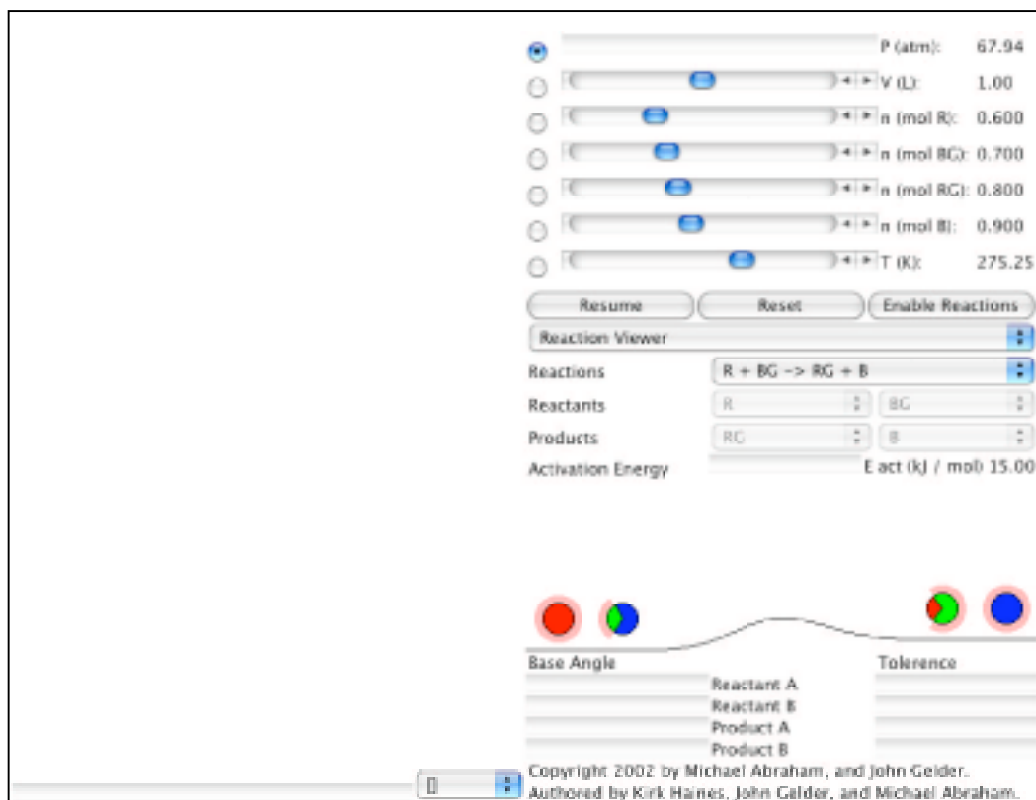 P (atm): 67.94
V (L): 1.00
n (mol R): 0.600
n (mol BG): 0.700
n (mol RG): 0.800
n (mol B): 0.900
T (K): 275.25
Resume Reset Enable Reactions
Reaction Viewer
Reactions R + BG -> RG + B
Reactants R BG
Products RG B
Activation Energy E act (kJ / mol) 15.00
Base Angle Tolerence
Reactant A
Reactant B
Product A
Product B
[]
Copyright 2002 by Michael Abraham, and John Gelder.
Authored by Kirk Haines, John Gelder, and Michael Abraham.